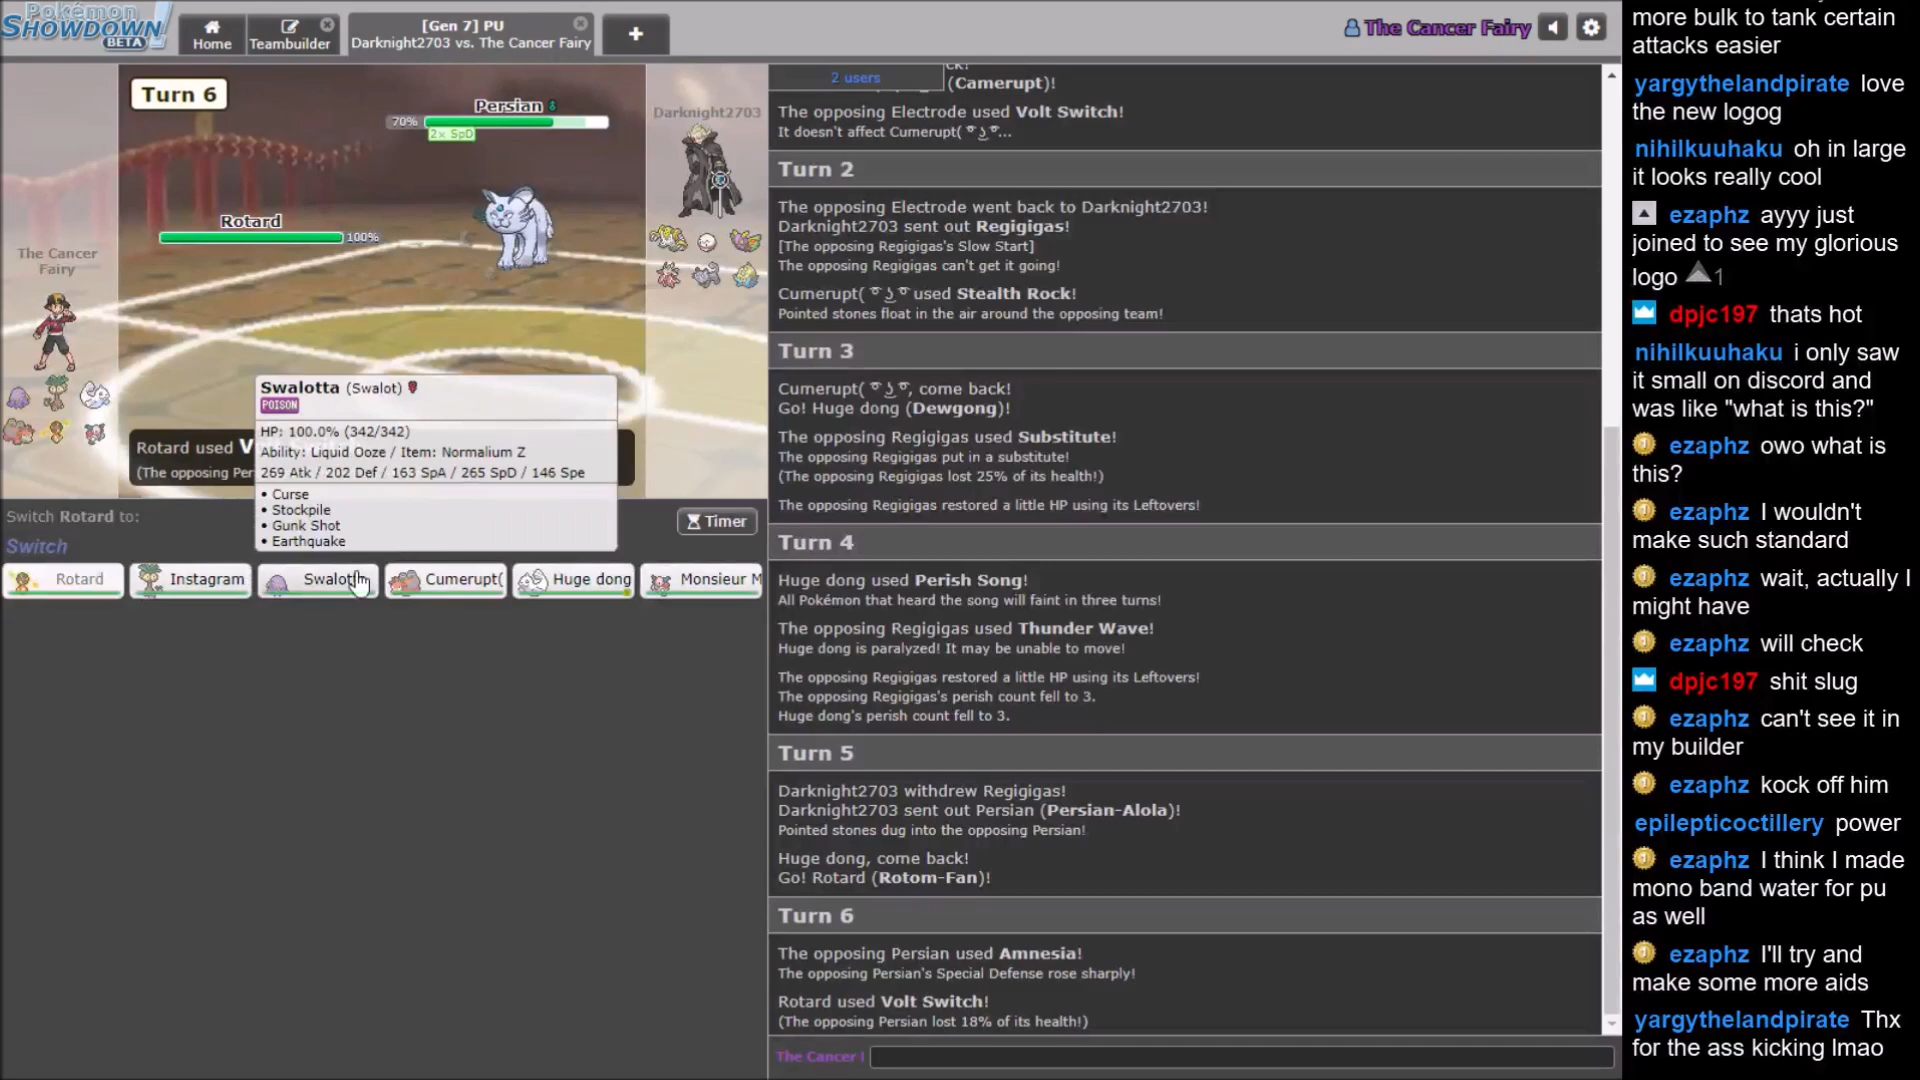 Pokémon
SHOWDOWN!
BETA
Home
Teambuilder
[Gen 7] PU
Darknight2703 vs. The Cancer Fairy
The Cancer Fairy
Turn 6
Persian
70%
2x SpD
Darknight2703
Rotard
100%
The Cancer
Fairy
Rotard used
(The opposing Per
Swalotta (Swalot)
POISON
HP: 100.0% (342/342)
Ability: Liquid Ooze / Item: Normalium Z
269 Atk / 202 Def / 163 SpA / 265 SpD / 146 Spe
• Curse
• Stockpile
• Gunk Shot
• Earthquake
Switch Rotard to:
Timer
Switch
Rotard
Instagram
Swalott
Cumerupt(
Huge dong
Monsieur M
2 users
ck!
(Camerupt)!
The opposing Electrode used Volt Switch!
It doesn't affect Cumerupt( ͡° ͜ʖ ͡°...
Turn 2
The opposing Electrode went back to Darknight2703!
Darknight2703 sent out Regigigas!
[The opposing Regigigas's Slow Start]
The opposing Regigigas can't get it going!
Cumerupt( ͡° ͜ʖ ͡° used Stealth Rock!
Pointed stones float in the air around the opposing team!
Turn 3
Cumerupt( ͡° ͜ʖ ͡°, come back!
Go! Huge dong (Dewgong)!
The opposing Regigigas used Substitute!
The opposing Regigigas put in a substitute!
(The opposing Regigigas lost 25% of its health!)
The opposing Regigigas restored a little HP using its Leftovers!
Turn 4
Huge dong used Perish Song!
All Pokémon that heard the song will faint in three turns!
The opposing Regigigas used Thunder Wave!
Huge dong is paralyzed! It may be unable to move!
The opposing Regigigas restored a little HP using its Leftovers!
The opposing Regigigas's perish count fell to 3.
Huge dong's perish count fell to 3.
Turn 5
Darknight2703 withdrew Regigigas!
Darknight2703 sent out Persian (Persian-Alola)!
Pointed stones dug into the opposing Persian!
Huge dong, come back!
Go! Rotard (Rotom-Fan)!
Turn 6
The opposing Persian used Amnesia!
The opposing Persian's Special Defense rose sharply!
Rotard used Volt Switch!
(The opposing Persian lost 18% of its health!)
The Cancer
more bulk to tank certain
attacks easier
yargythelandpirate love
the new logog
nihilkuuhaku oh in large
it looks really cool
ezaphz ayyy just
joined to see my glorious
logo 1
dpjc197 thats hot
nihilkuuhaku i only saw
it small on discord and
was like "what is this?"
ezaphz owo what is
this?
ezaphz I wouldn't
make such standard
ezaphz wait, actually I
might have
ezaphz will check
dpjc197 shit slug
ezaphz can't see it in
my builder
ezaphz kock off him
epilepticoctillery power
ezaphz I think I made
mono band water for pu
as well
ezaphz I'll try and
make some more aids
yargythelandpirate Thx
for the ass kicking lmao